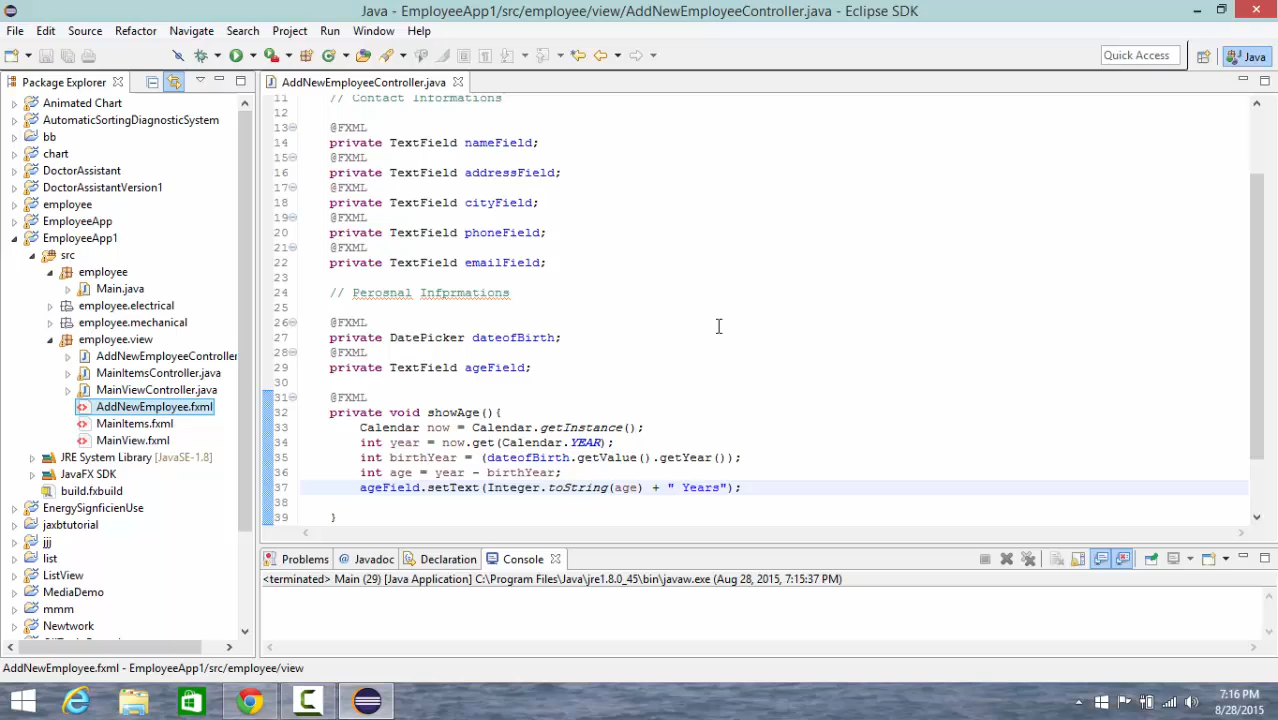 Java - EmployeeApp1/src/employee/view/AddNewEmployeeController.java - Eclipse SDK
File Edit Source Refactor Navigate Search Project Run Window Help
Quick Access
Java
Package Explorer
AddNewEmployeeController.java
Animated Chart
AutomaticSortingDiagnosticSystem
bb
chart
DoctorAssistant
DoctorAssistantVersion1
employee
EmployeeApp
EmployeeApp1
src
employee
Main.java
employee.electrical
employee.mechanical
employee.view
AddNewEmployeeController
MainItemsController.java
MainViewController.java
AddNewEmployee.fxml
MainItems.fxml
MainView.fxml
JRE System Library [JavaSE-1.8]
JavaFX SDK
build.fxbuild
EnergySignficienUse
jaxbtutorial
jjj
list
ListView
MediaDemo
mmm
Newtwork
11 // Contact Informations
12
13 @FXML
14 private TextField nameField;
15 @FXML
16 private TextField addressField;
17 @FXML
18 private TextField cityField;
19 @FXML
20 private TextField phoneField;
21 @FXML
22 private TextField emailField;
23
24 // Perosnal Infprmations
25
26 @FXML
27 private DatePicker dateofBirth;
28 @FXML
29 private TextField ageField;
30
31 @FXML
32 private void showAge(){
33 Calendar now = Calendar.getInstance();
34 int year = now.get(Calendar.YEAR);
35 int birthYear = (dateofBirth.getValue().getYear());
36 int age = year - birthYear;
37 ageField.setText(Integer.toString(age) + " Years");
38
39 }
Problems @ Javadoc Declaration Console
<terminated> Main (29) [Java Application] C:\Program Files\Java\jre1.8.0_45\bin\javaw.exe (Aug 28, 2015, 7:15:37 PM)
AddNewEmployee.fxml - EmployeeApp1/src/employee/view
7:16 PM
8/28/2015